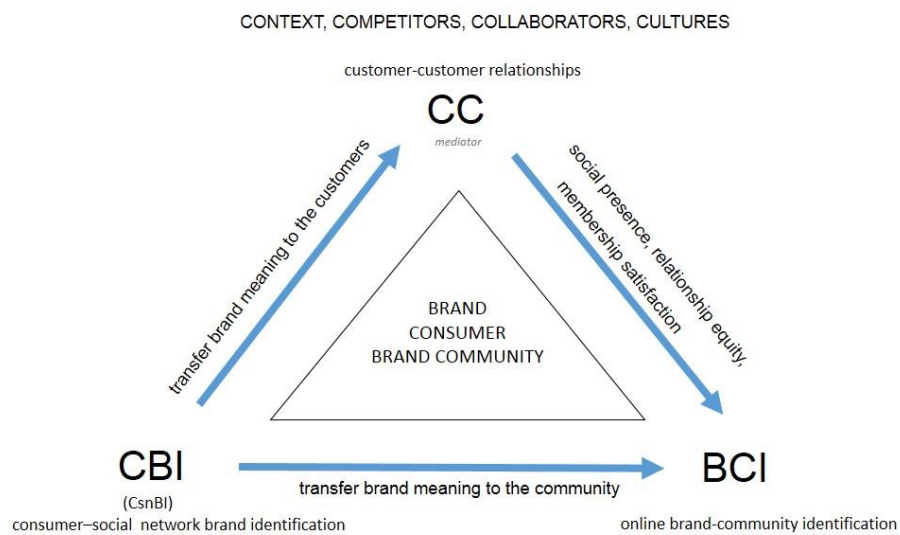 CONTEXT, COMPETITORS, COLLABORATORS, CULTURES
customer-customer relationships
CC
mediator
transfer brand meaning to the customers
social presence, relationship equity,
membership satisfaction
BRAND
CONSUMER
BRAND COMMUNITY
CBI
(CsnBI)
consumer–social network brand identification
transfer brand meaning to the community
BCI
online brand-community identification